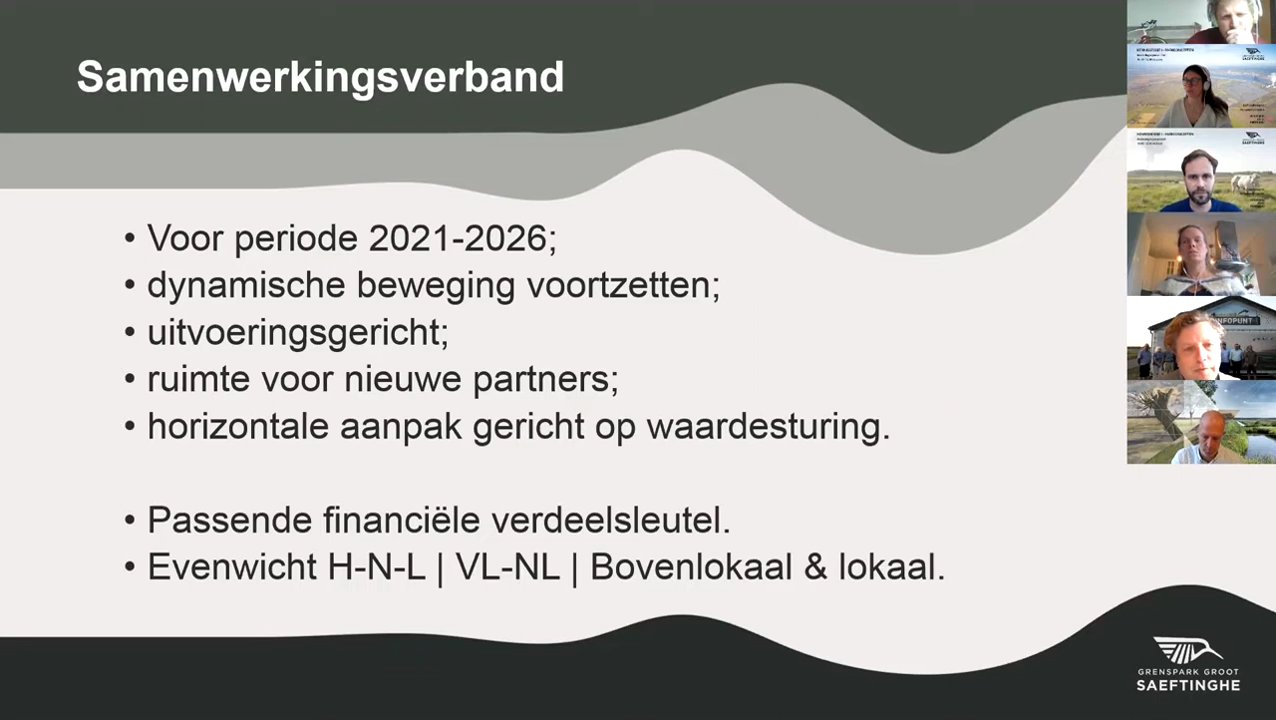 Samenwerkingsverband
• Voor periode 2021-2026;
• dynamische beweging voortzetten;
• uitvoeringsgericht;
• ruimte voor nieuwe partners;
• horizontale aanpak gericht op waardesturing.
• Passende financiële verdeelsleutel.
• Evenwicht H-N-L | VL-NL | Bovenlokaal & lokaal.
GRENSPARK GROOT
SAEFTINGHE
SAEFTINGHE
INFOPUNT